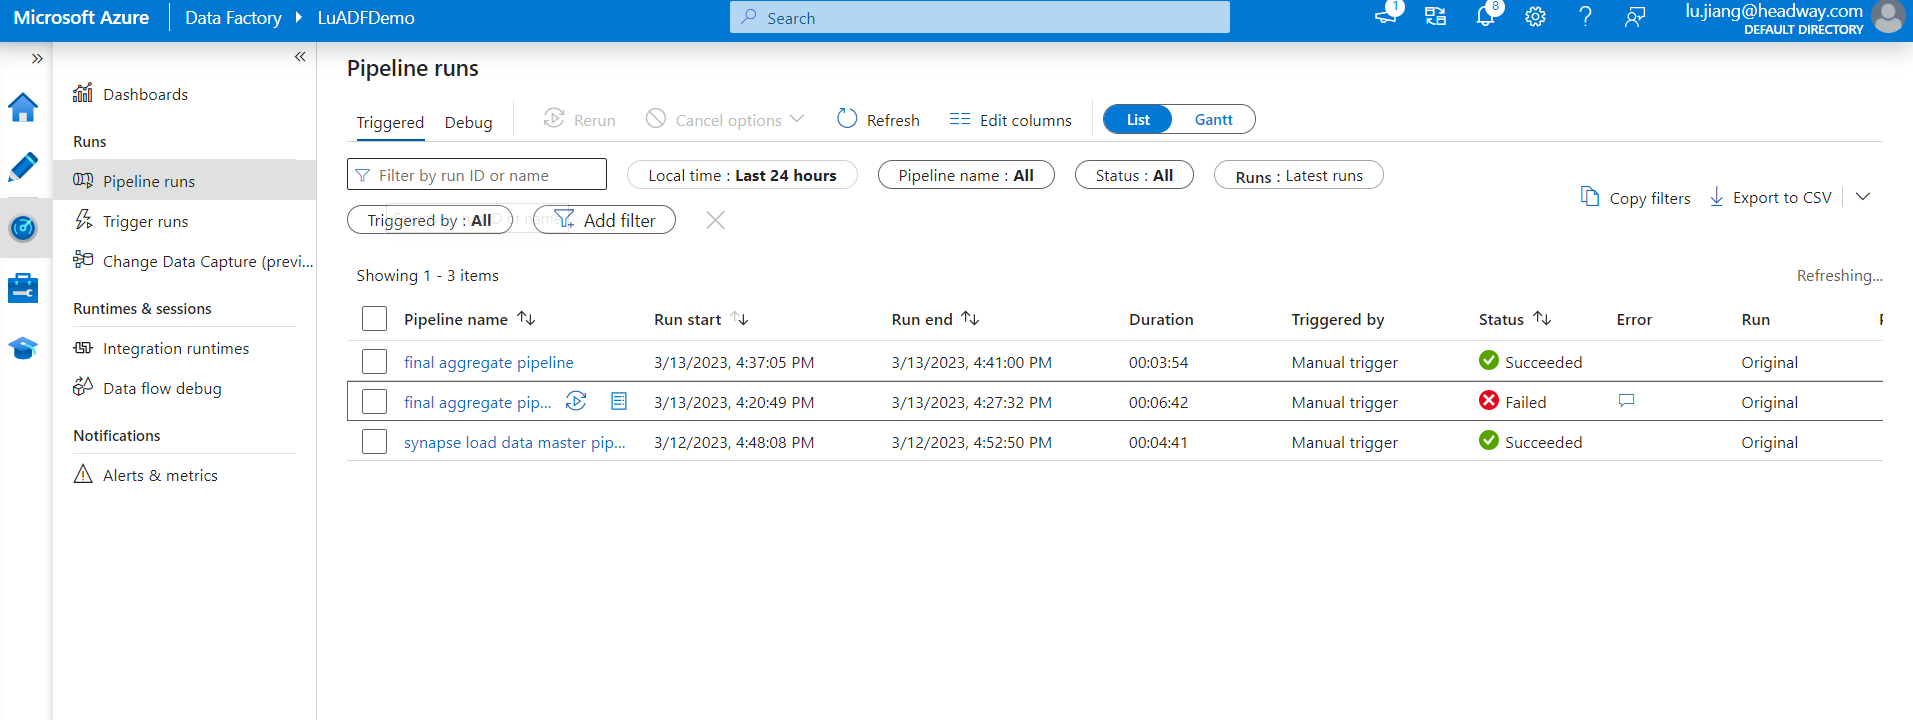 Microsoft Azure | Data Factory ▸ LuADFDemo
Search
1
8
lu.jiang@headway.com
DEFAULT DIRECTORY
Dashboards
Runs
Pipeline runs
Trigger runs
Change Data Capture (previ...
Runtimes & sessions
Integration runtimes
Data flow debug
Notifications
Alerts & metrics
Pipeline runs
Triggered Debug Rerun Cancel options Refresh Edit columns List Gantt
Filter by run ID or name Local time : Last 24 hours Pipeline name : All Status : All Runs : Latest runs
Triggered by : All Add filter
Copy filters Export to CSV
Showing 1 - 3 items
Refreshing...
Pipeline name Run start Run end Duration Triggered by Status Error Run
final aggregate pipeline 3/13/2023, 4:37:05 PM 3/13/2023, 4:41:00 PM 00:03:54 Manual trigger Succeeded Original
final aggregate pip... 3/13/2023, 4:20:49 PM 3/13/2023, 4:27:32 PM 00:06:42 Manual trigger Failed Original
synapse load data master pip... 3/12/2023, 4:48:08 PM 3/12/2023, 4:52:50 PM 00:04:41 Manual trigger Succeeded Original